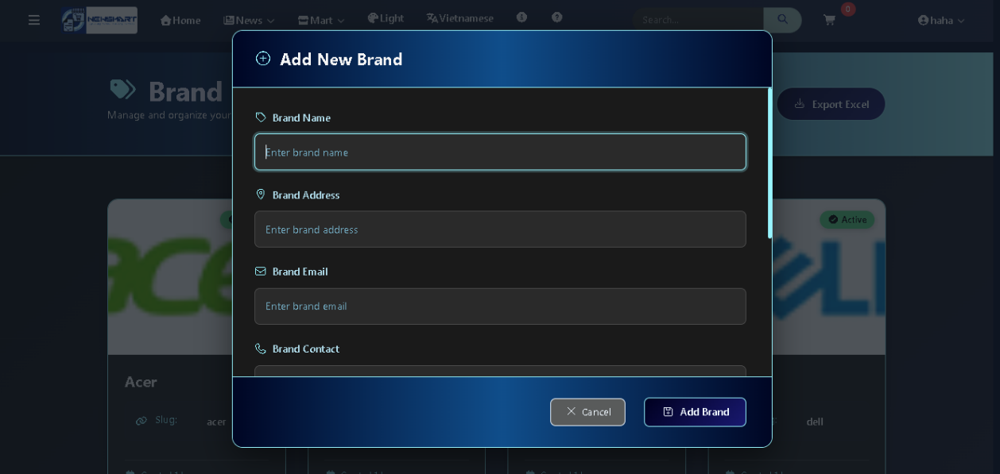 Home News Mart Light Vietnamese Search... 0 haha
Add New Brand
Brand
Manage and organize your
Export Excel
Brand Name
Enter brand name
Brand Address
Enter brand address
Active
Brand Email
Enter brand email
Brand Contact
Acer
Slug: acer
dell
Cancel
Add Brand